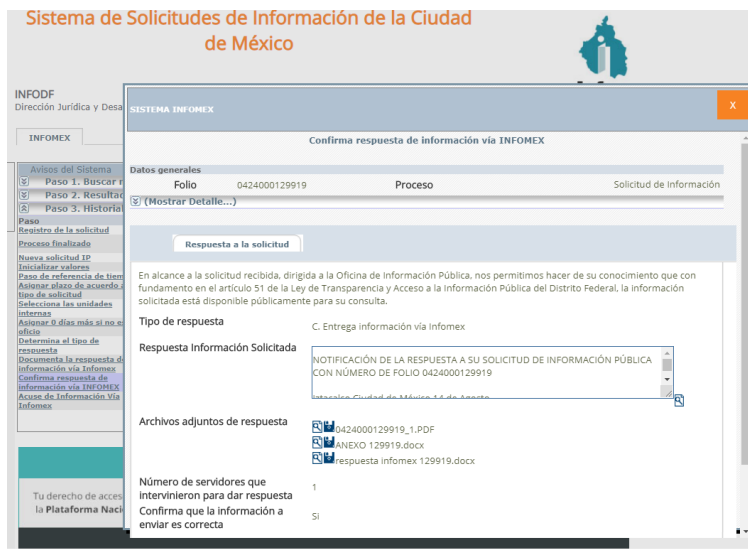 Sistema de Solicitudes de Información de la Ciudad
de México
INFODF
Dirección Jurídica y Desa
INFOMEX
Avisos del Sistema
Paso 1. Buscar
Paso 2. Resultad
Paso 3. Historial
Paso
Registro de la solicitud
Proceso finalizado
Nueva solicitud IP
Inicializar valores
Paso de referencia de tiem
Asignar plazo de acuerdo a
tipo de solicitud
Selecciona las unidades
internas
Asignar 0 días más si no es
oficio
Determina el tipo de
respuesta
Documenta la respuesta de
información vía Infomex
Confirma respuesta de
información vía INFOMEX
Acuse de Información Vía
Infomex
Tu derecho de acces
la Plataforma Naci
SISTEMA INFOMEX
X
Confirma respuesta de información vía INFOMEX
Datos generales
Folio 0424000129919 Proceso Solicitud de Información
(Mostrar Detalle...)
Respuesta a la solicitud
En alcance a la solicitud recibida, dirigida a la Oficina de Información Pública, nos permitimos hacer de su conocimiento que con
fundamento en el artículo 51 de la Ley de Transparencia y Acceso a la Información Pública del Distrito Federal, la información
solicitada está disponible públicamente para su consulta.
Tipo de respuesta
C. Entrega información vía Infomex
Respuesta Información Solicitada
NOTIFICACIÓN DE LA RESPUESTA A SU SOLICITUD DE INFORMACIÓN PÚBLICA
CON NÚMERO DE FOLIO 0424000129919
Ciudad de México 14 de Agosto
Archivos adjuntos de respuesta
0424000129919_1.PDF
ANEXO 129919.docx
respuesta infomex 129919.docx
Número de servidores que
intervinieron para dar respuesta
1
Confirma que la información a
enviar es correcta
Si